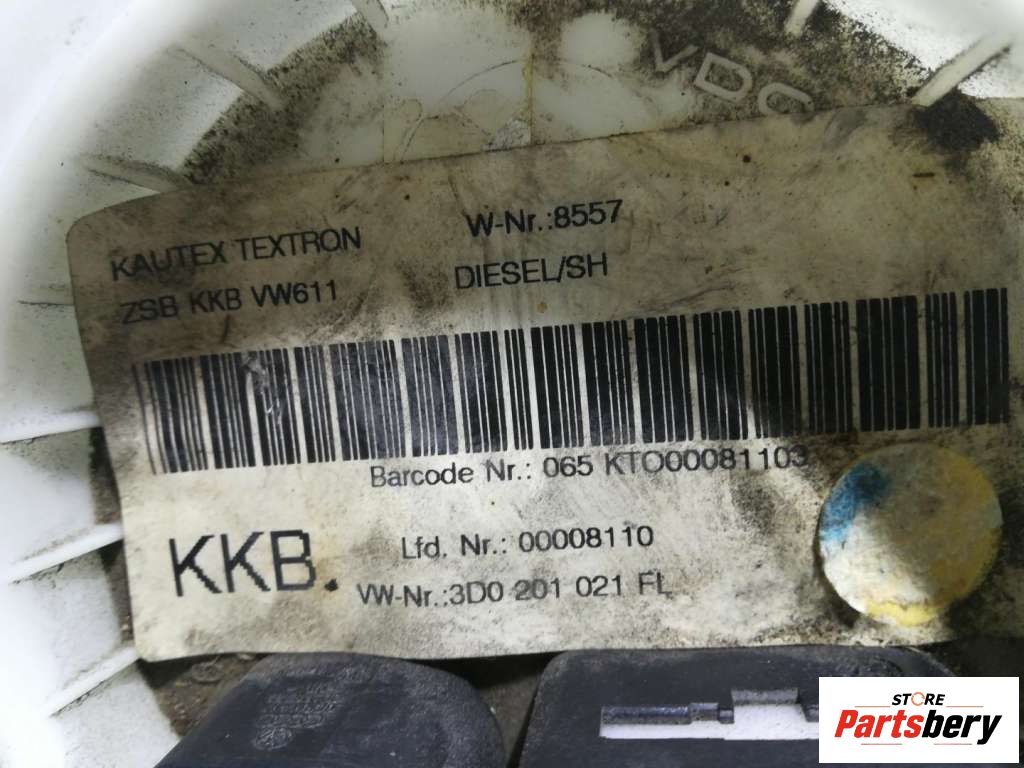 VDO
KAUTEX TEXTRON
W-Nr.:8557
ZSB KKB VW611
DIESEL/SH
Barcode Nr.: 065 KTO00081103
KKB.
Lfd. Nr.: 00008110
VW-Nr.:3D0 201 021 FL
STORE
Partsbery